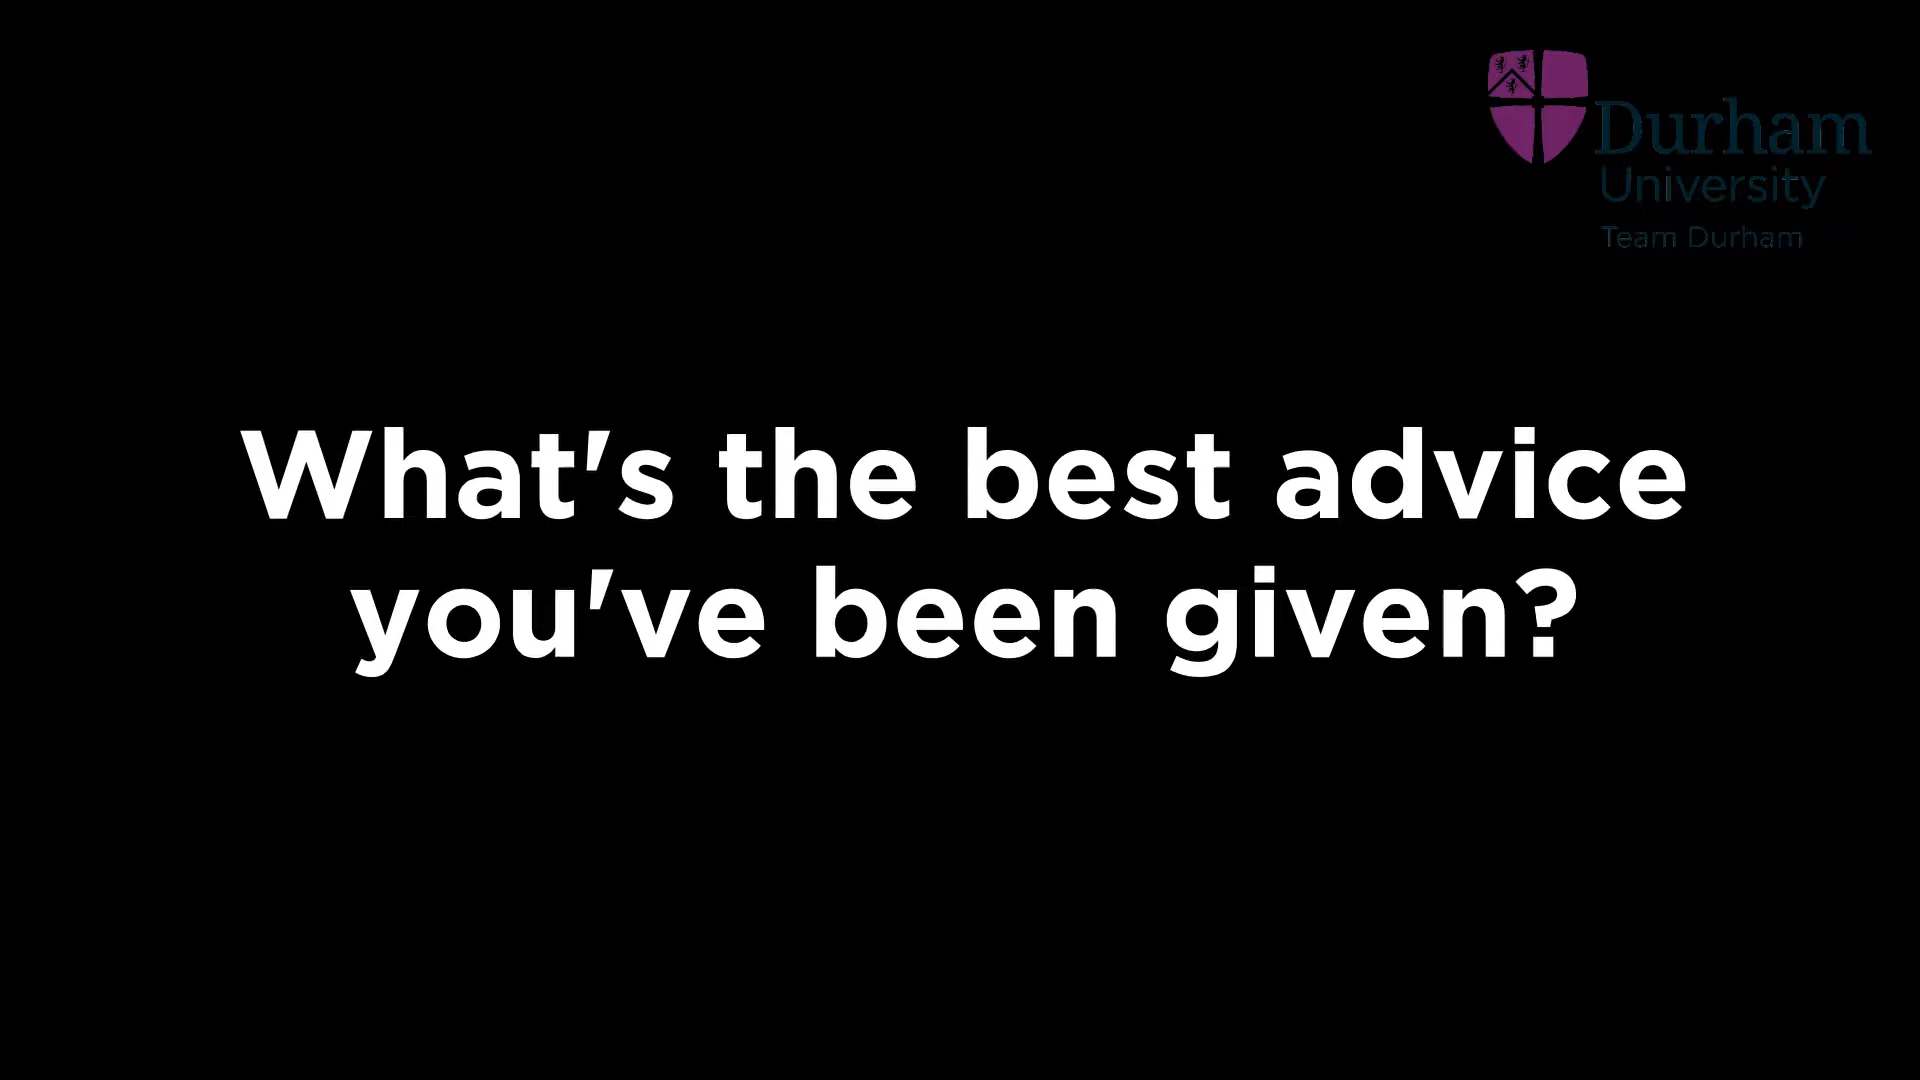 Durham
University
Team Durham
What's the best advice
you've been given?